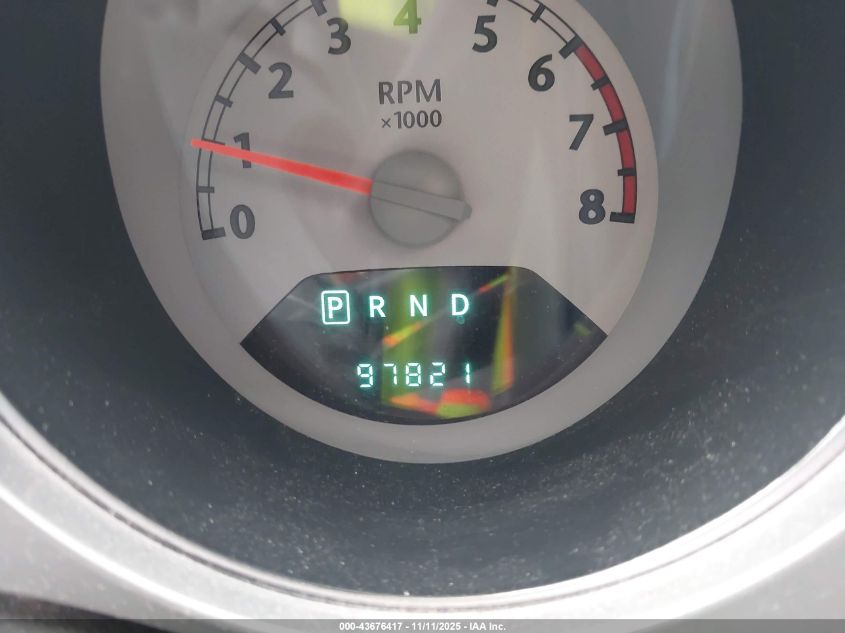 0 1 2 3 4 5 6 7 8
RPM
×1000
P R N D
97821
000-43676417 - 11/11/2025 - IAA Inc.